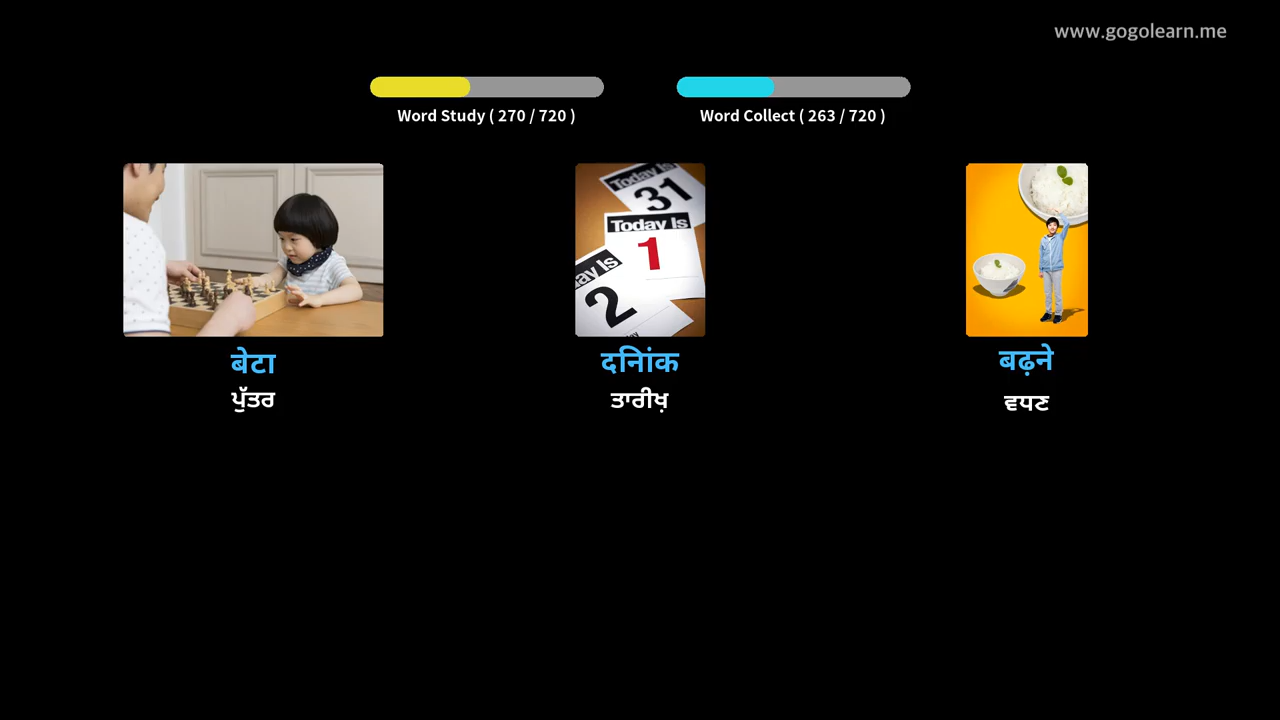 www.gogolearn.me
Word Study ( 270 / 720 )
Word Collect ( 263 / 720 )
Today Is
31
Today Is
1
ay Is
2
बेटा
ਪੁੱਤਰ
दिनांक
ਤਾਰੀਖ਼
बढ़ने
ਵਧਣ